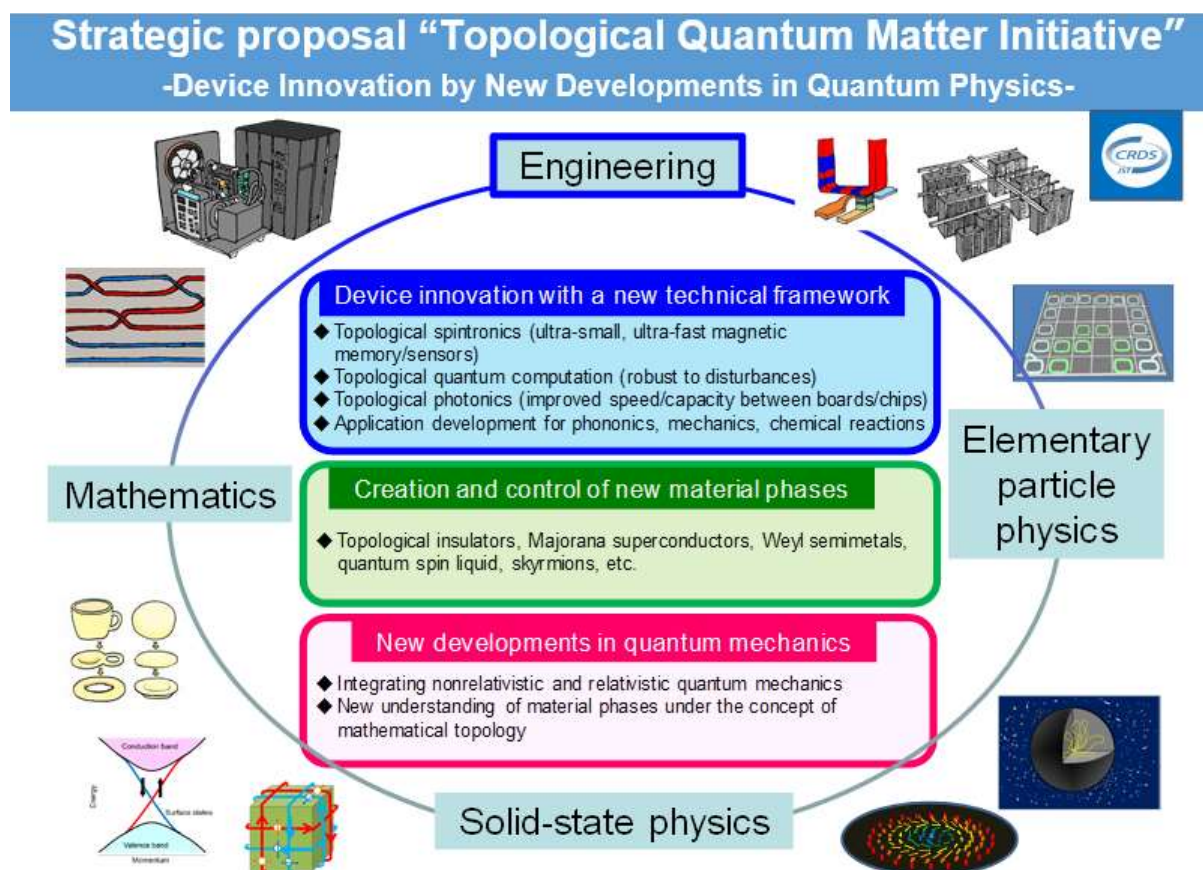 Strategic proposal “Topological Quantum Matter Initiative”
-Device Innovation by New Developments in Quantum Physics-
CRDS
JST
Engineering
Device innovation with a new technical framework
◆ Topological spintronics (ultra-small, ultra-fast magnetic
memory/sensors)
◆ Topological quantum computation (robust to disturbances)
◆ Topological photonics (improved speed/capacity between boards/chips)
◆ Application development for phononics, mechanics, chemical reactions
Mathematics
Elementary
particle
physics
Creation and control of new material phases
◆ Topological insulators, Majorana superconductors, Weyl semimetals,
quantum spin liquid, skyrmions, etc.
New developments in quantum mechanics
◆ Integrating nonrelativistic and relativistic quantum mechanics
◆ New understanding of material phases under the concept of
mathematical topology
Conduction band
Energy
Surface states
Valence band
Momentum
Solid-state physics